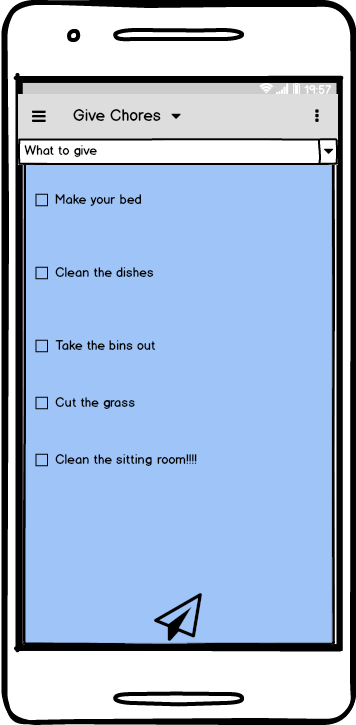 19:57
Give Chores
What to give
Make your bed
Clean the dishes
Take the bins out
Cut the grass
Clean the sitting room!!!!